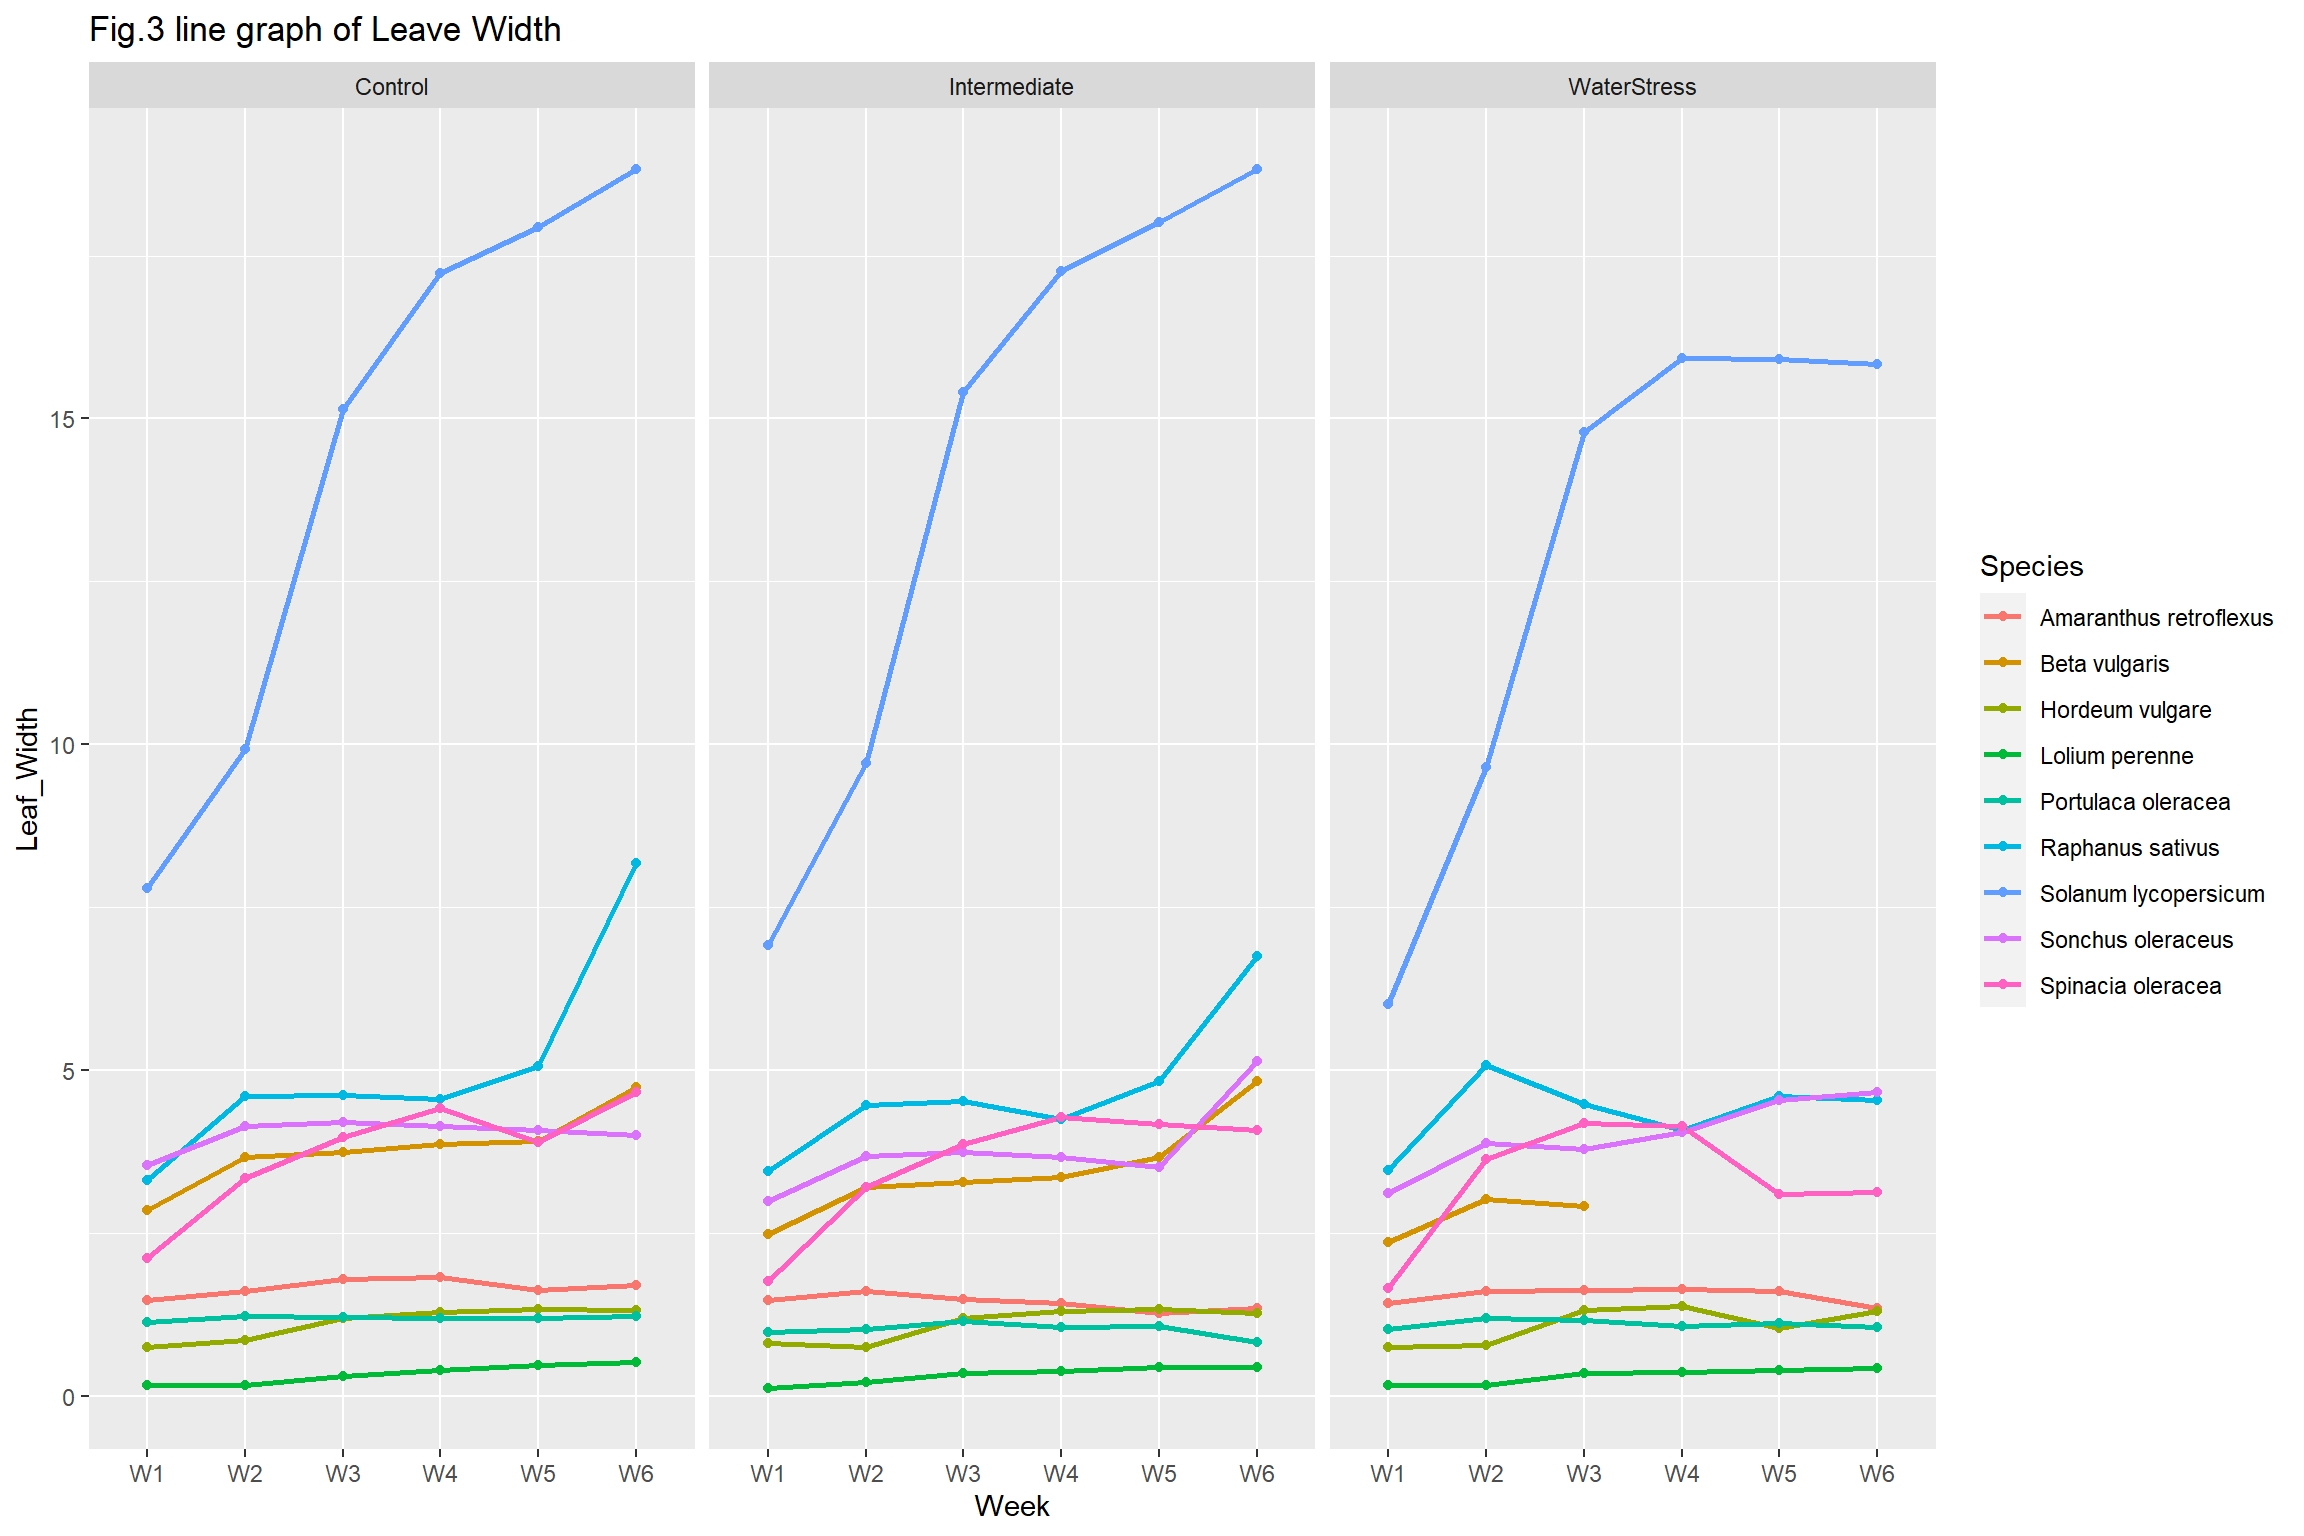 Fig.3 line graph of Leave Width
Control
Intermediate
WaterStress
15
10
5
0
Leaf_Width
W1 W2 W3 W4 W5 W6
W1 W2 W3 W4 W5 W6
W1 W2 W3 W4 W5 W6
Week
Species
Amaranthus retroflexus
Beta vulgaris
Hordeum vulgare
Lolium perenne
Portulaca oleracea
Raphanus sativus
Solanum lycopersicum
Sonchus oleraceus
Spinacia oleracea